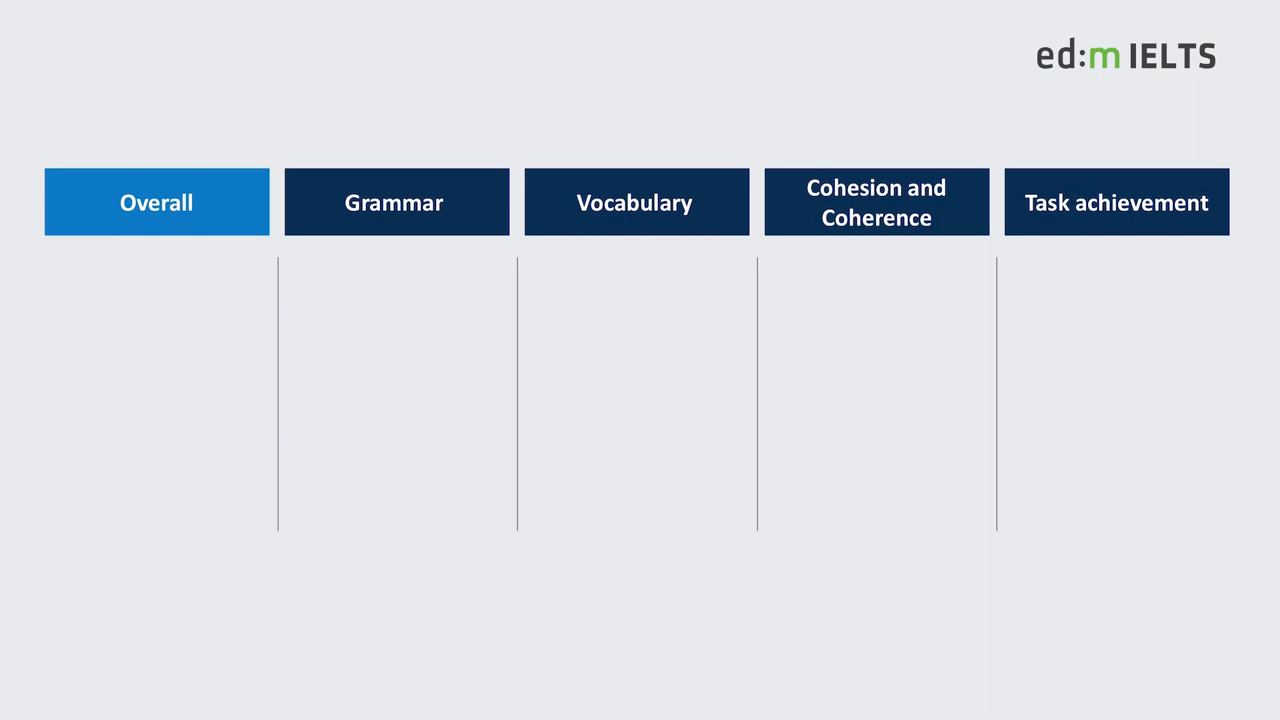 ed:m IELTS
Overall
Grammar
Vocabulary
Cohesion and
Coherence
Task achievement